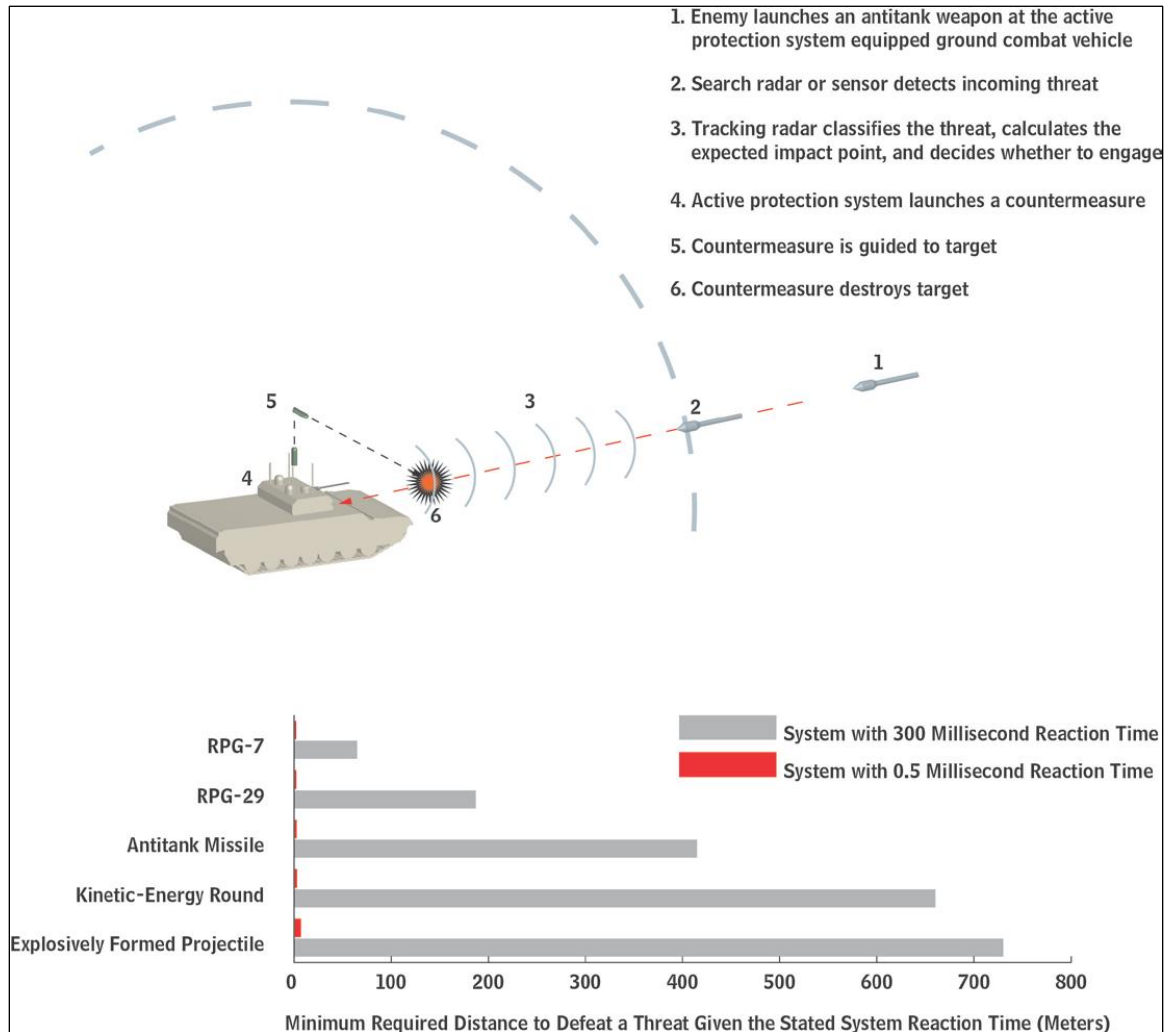 1. Enemy launches an antitank weapon at the active
protection system equipped ground combat vehicle
2. Search radar or sensor detects incoming threat
3. Tracking radar classifies the threat, calculates the
expected impact point, and decides whether to engage
4. Active protection system launches a countermeasure
5. Countermeasure is guided to target
6. Countermeasure destroys target
1
2
3
5
4
6
System with 300 Millisecond Reaction Time
System with 0.5 Millisecond Reaction Time
RPG-7
RPG-29
Antitank Missile
Kinetic-Energy Round
Explosively Formed Projectile
0 100 200 300 400 500 600 700 800
Minimum Required Distance to Defeat a Threat Given the Stated System Reaction Time (Meters)